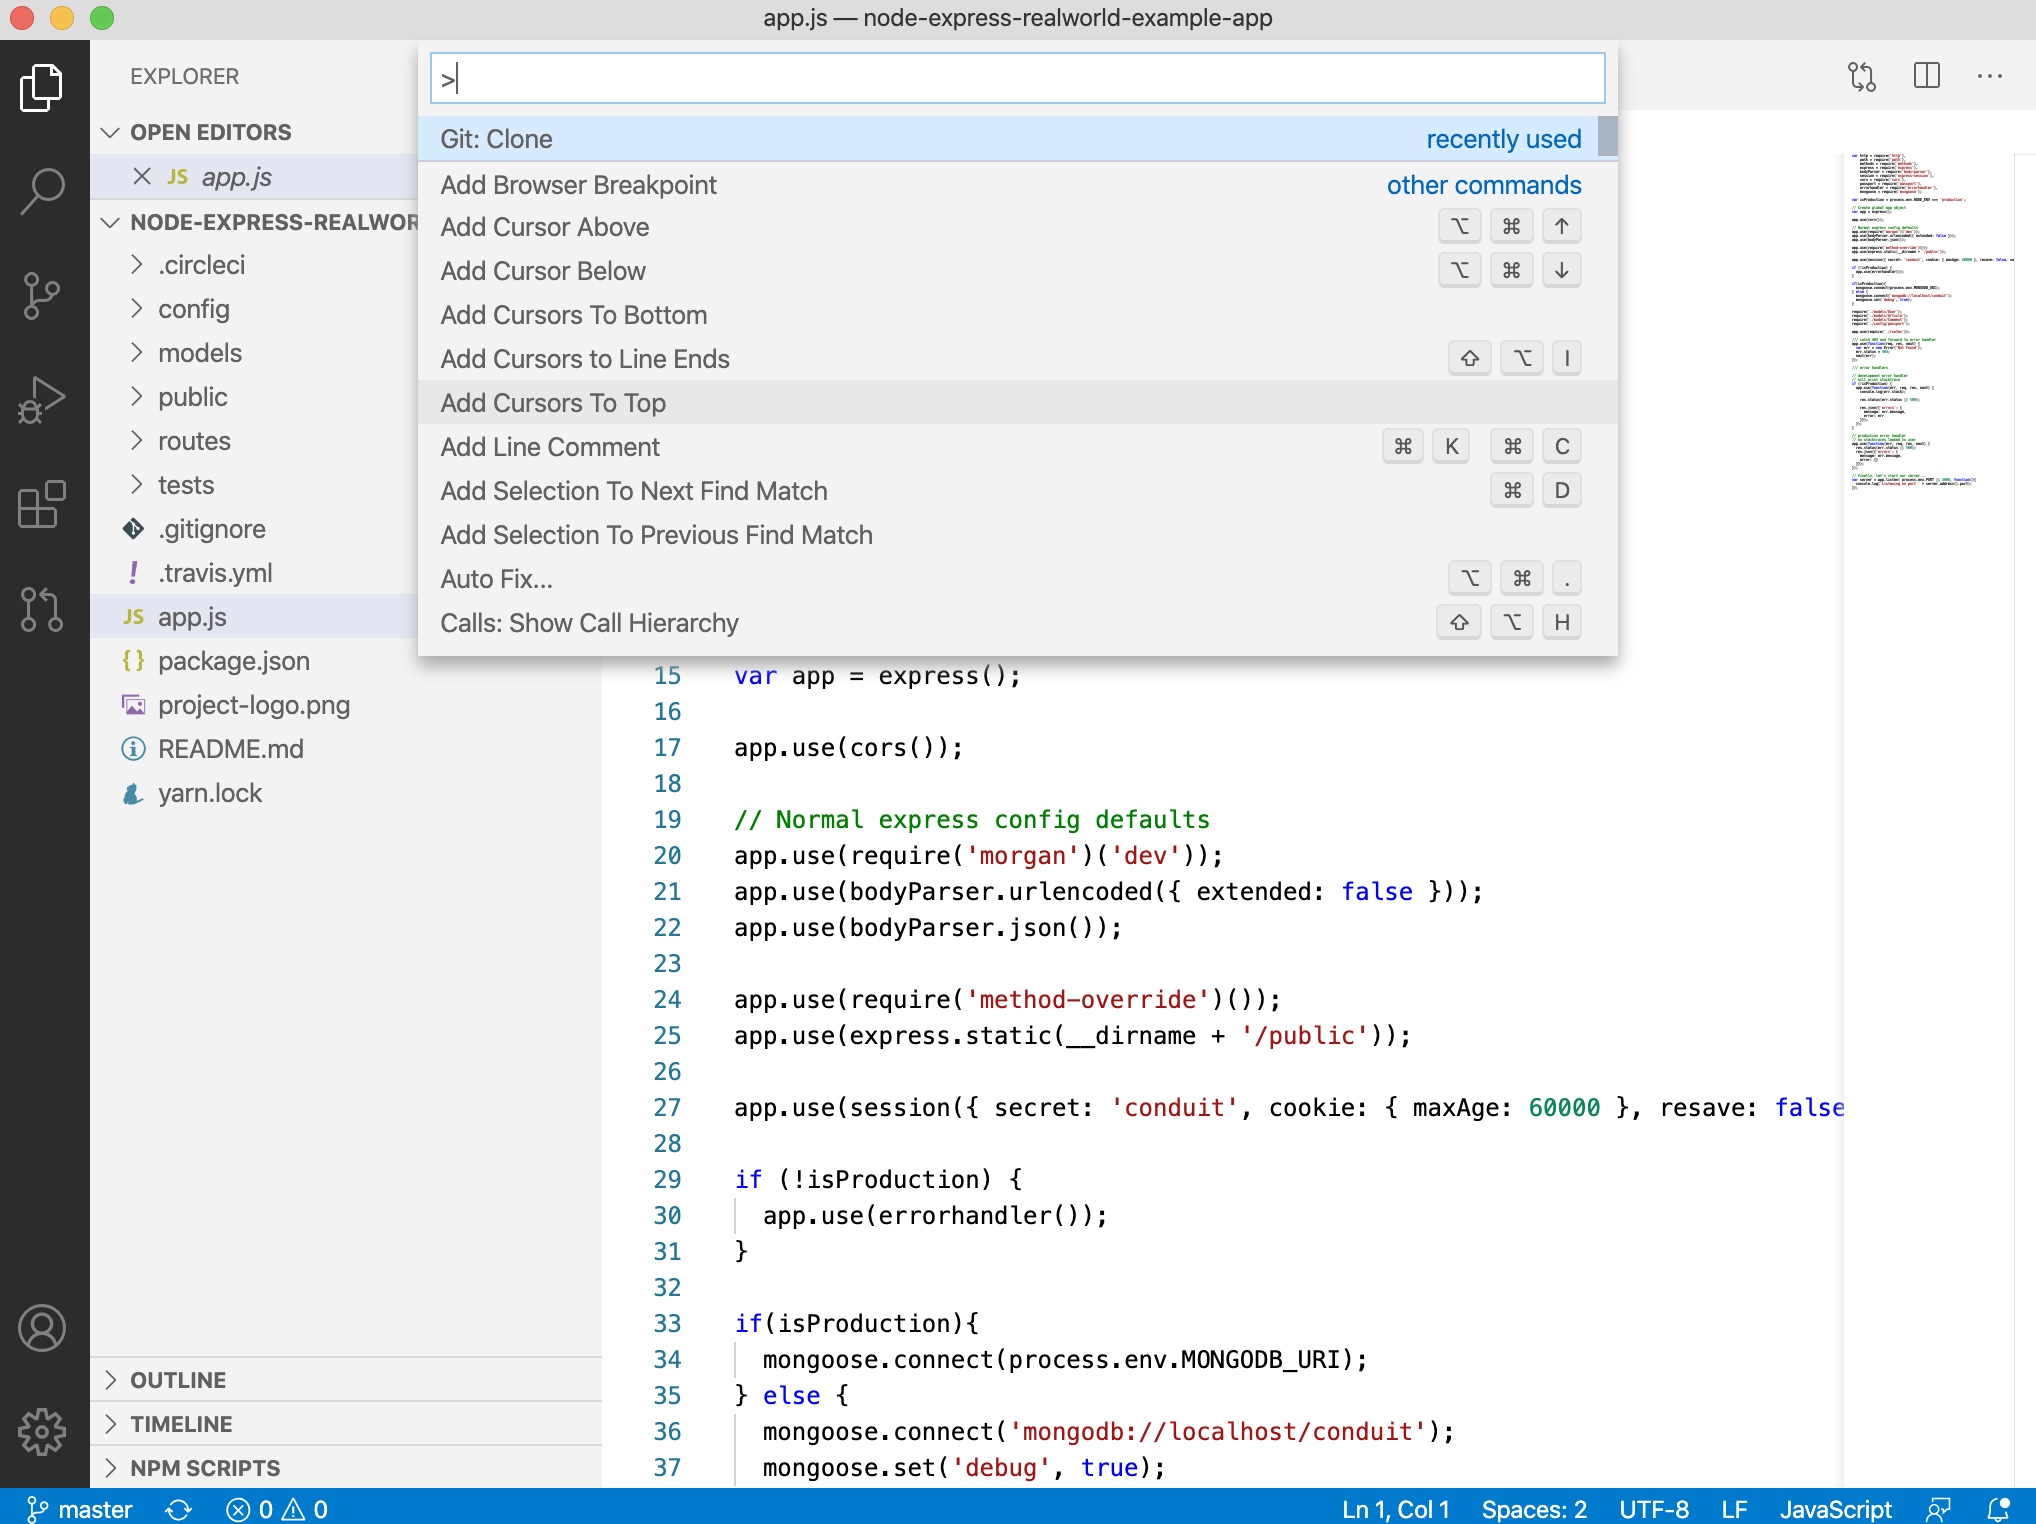 app.js — node-express-realworld-example-app
EXPLORER
OPEN EDITORS
JS app.js
NODE-EXPRESS-REALWOR
.circleci
config
models
public
routes
tests
.gitignore
.travis.yml
JS app.js
{} package.json
project-logo.png
README.md
yarn.lock
OUTLINE
TIMELINE
NPM SCRIPTS
>
Git: Clone recently used
Add Browser Breakpoint other commands
Add Cursor Above ⌥ ⌘ ↑
Add Cursor Below ⌥ ⌘ ↓
Add Cursors To Bottom
Add Cursors to Line Ends ⇧ ⌥ I
Add Cursors To Top
Add Line Comment ⌘ K ⌘ C
Add Selection To Next Find Match ⌘ D
Add Selection To Previous Find Match
Auto Fix... ⌥ ⌘ .
Calls: Show Call Hierarchy ⇧ ⌥ H
15 var app = express();
16
17 app.use(cors());
18
19 // Normal express config defaults
20 app.use(require('morgan')('dev'));
21 app.use(bodyParser.urlencoded({ extended: false }));
22 app.use(bodyParser.json());
23
24 app.use(require('method-override')());
25 app.use(express.static(__dirname + '/public'));
26
27 app.use(session({ secret: 'conduit', cookie: { maxAge: 60000 }, resave: false
28
29 if (!isProduction) {
30 app.use(errorhandler());
31 }
32
33 if(isProduction){
34 mongoose.connect(process.env.MONGODB_URI);
35 } else {
36 mongoose.connect('mongodb://localhost/conduit');
37 mongoose.set('debug', true);
master 0 0 Ln 1, Col 1 Spaces: 2 UTF-8 LF JavaScript